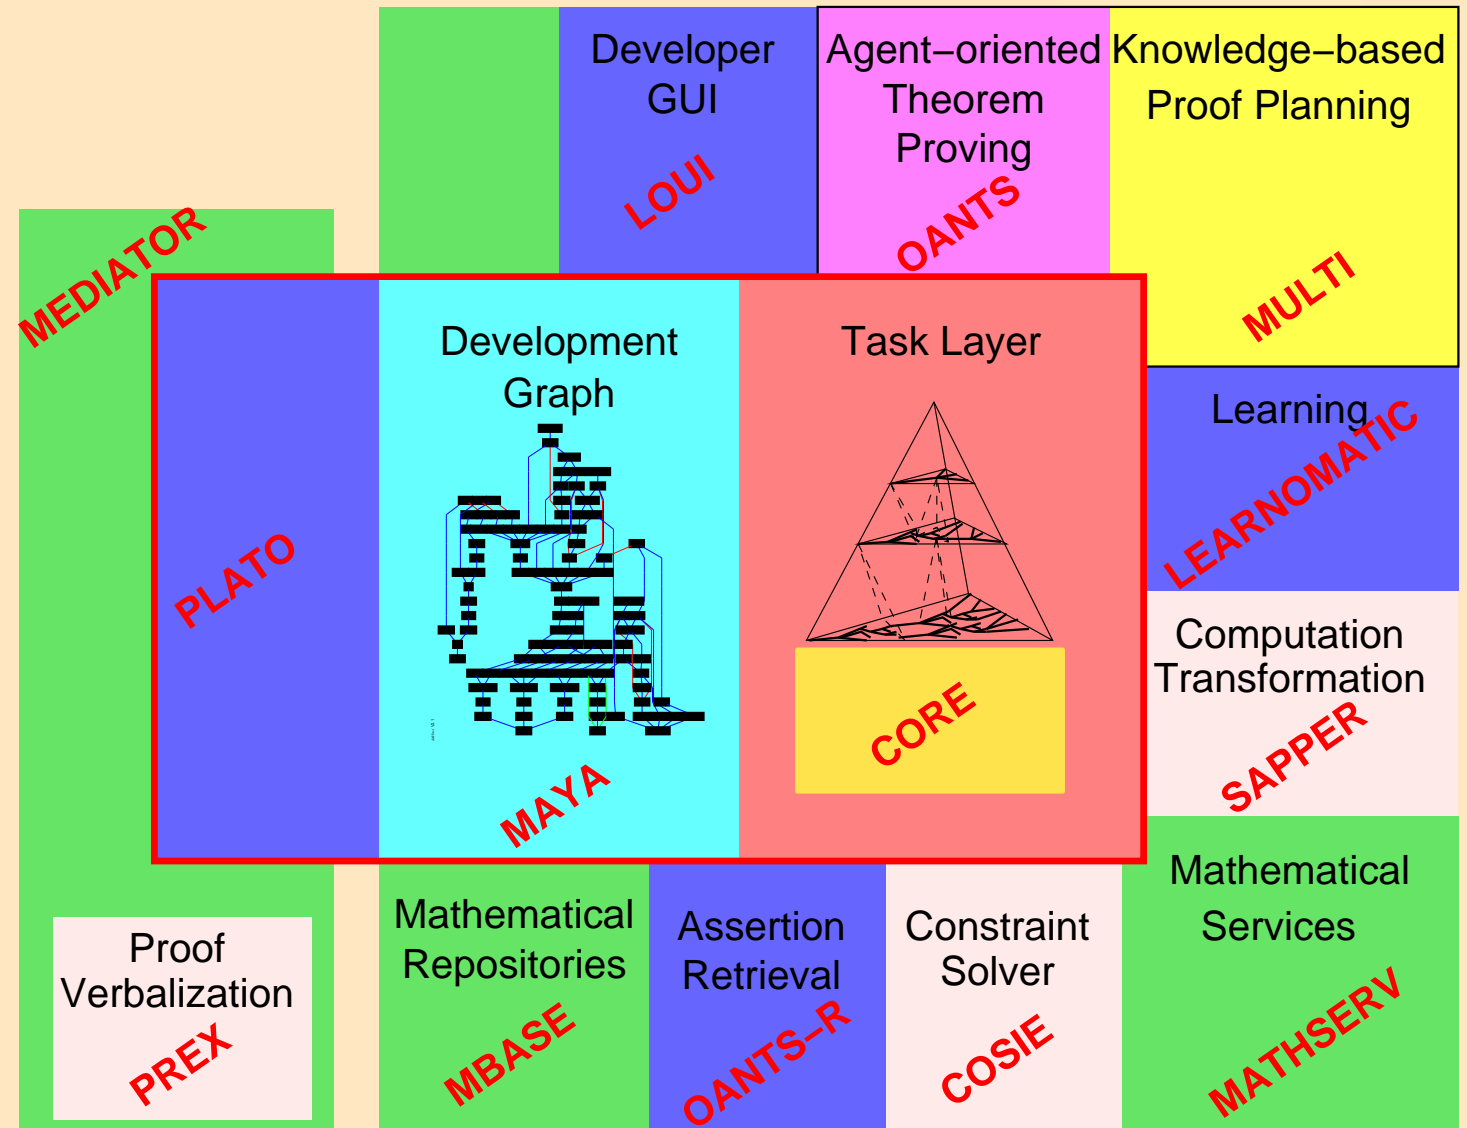 Developer
GUI
LOUI
Agent−oriented
Theorem
Proving
OANTS
Knowledge−based
Proof Planning
MULTI
MEDIATOR
PLATO
Development
Graph
MAYA
Task Layer
CORE
Learning
LEARNOMATIC
Computation
Transformation
SAPPER
Proof
Verbalization
PREX
Mathematical
Repositories
MBASE
Assertion
Retrieval
OANTS−R
Constraint
Solver
COSIE
Mathematical
Services
MATHSERV